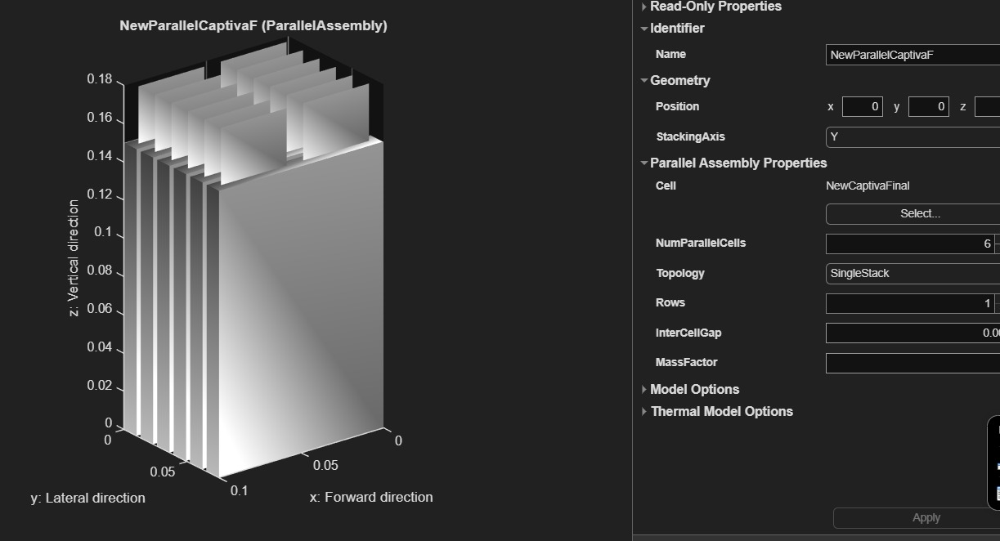 NewParallelCaptivaF (ParallelAssembly)
0.18
0.16
0.14
0.12
0.1
0.08
0.06
0.04
0.02
0
z: Vertical direction
0
0.05
0.1
y: Lateral direction
0
0.05
x: Forward direction
Read-Only Properties
Identifier
Name NewParallelCaptivaF
Geometry
Position x 0 y 0 z
StackingAxis Y
Parallel Assembly Properties
Cell NewCaptivaFinal
Select...
NumParallelCells 6
Topology SingleStack
Rows 1
InterCellGap
MassFactor
Model Options
Thermal Model Options
Apply